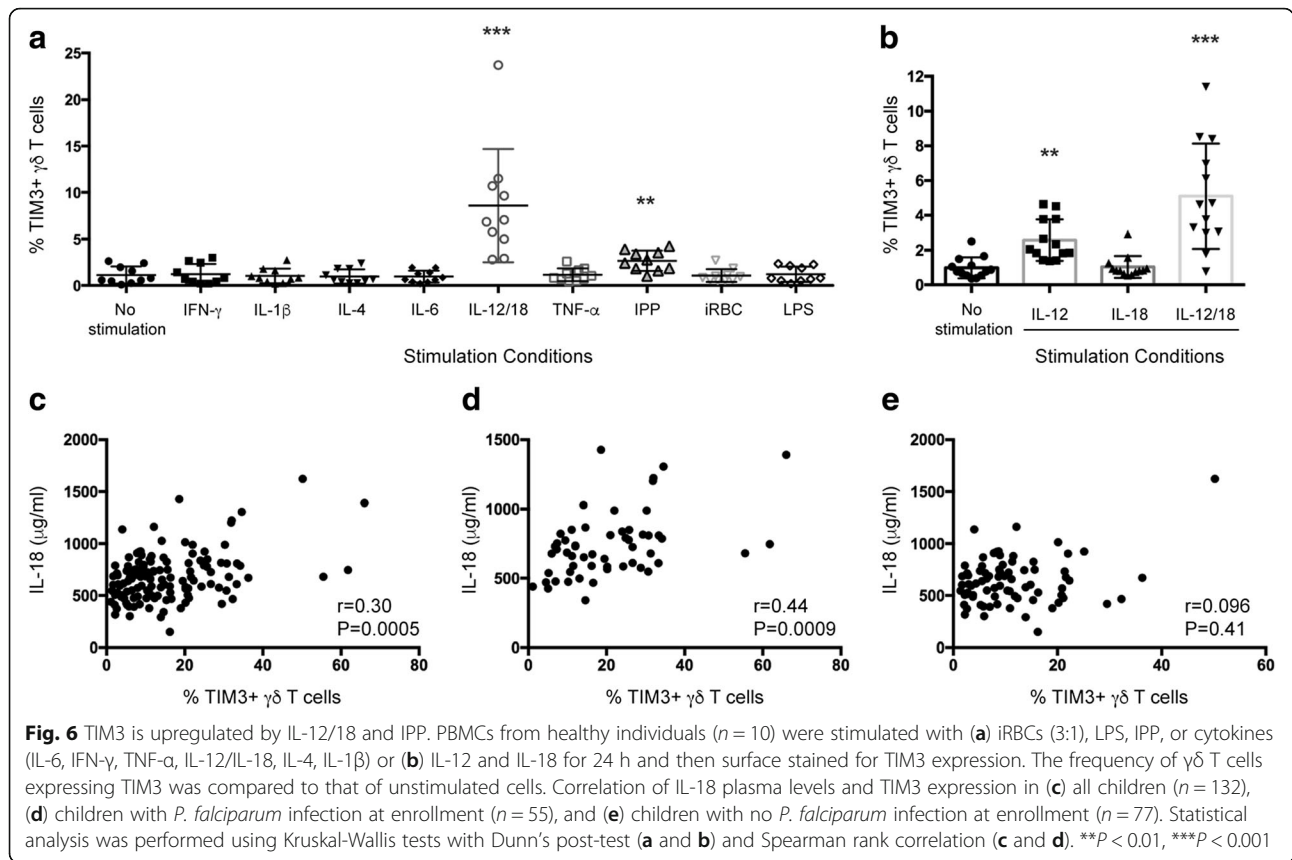 a
***
25
20
15
10
5
0
% TIM3+ γδ T cells
**
No stimulation
IFN-γ
IL-1β
IL-4
IL-6
IL-12/18
TNF-α
IPP
iRBC
LPS
Stimulation Conditions
b
***
12
10
8
6
4
2
0
% TIM3+ γδ T cells
**
No stimulation
IL-12
IL-18
IL-12/18
Stimulation Conditions
c
2000
1500
1000
500
0
IL-18 (μg/ml)
r=0.30
P=0.0005
0
20
40
60
80
% TIM3+ γδ T cells
d
1500
1000
500
0
IL-18 (μg/ml)
r=0.44
P=0.0009
0
20
40
60
80
% TIM3+ γδ T cells
e
2000
1500
1000
500
0
IL-18 (μg/ml)
r=0.096
P=0.41
0
20
40
60
% TIM3+ γδ T cells
Fig. 6 TIM3 is upregulated by IL-12/18 and IPP. PBMCs from healthy individuals (n = 10) were stimulated with (a) iRBCs (3:1), LPS, IPP, or cytokines
(IL-6, IFN-γ, TNF-α, IL-12/IL-18, IL-4, IL-1β) or (b) IL-12 and IL-18 for 24 h and then surface stained for TIM3 expression. The frequency of γδ T cells
expressing TIM3 was compared to that of unstimulated cells. Correlation of IL-18 plasma levels and TIM3 expression in (c) all children (n = 132),
(d) children with P. falciparum infection at enrollment (n = 55), and (e) children with no P. falciparum infection at enrollment (n = 77). Statistical
analysis was performed using Kruskal-Wallis tests with Dunn's post-test (a and b) and Spearman rank correlation (c and d). **P < 0.01, ***P < 0.001